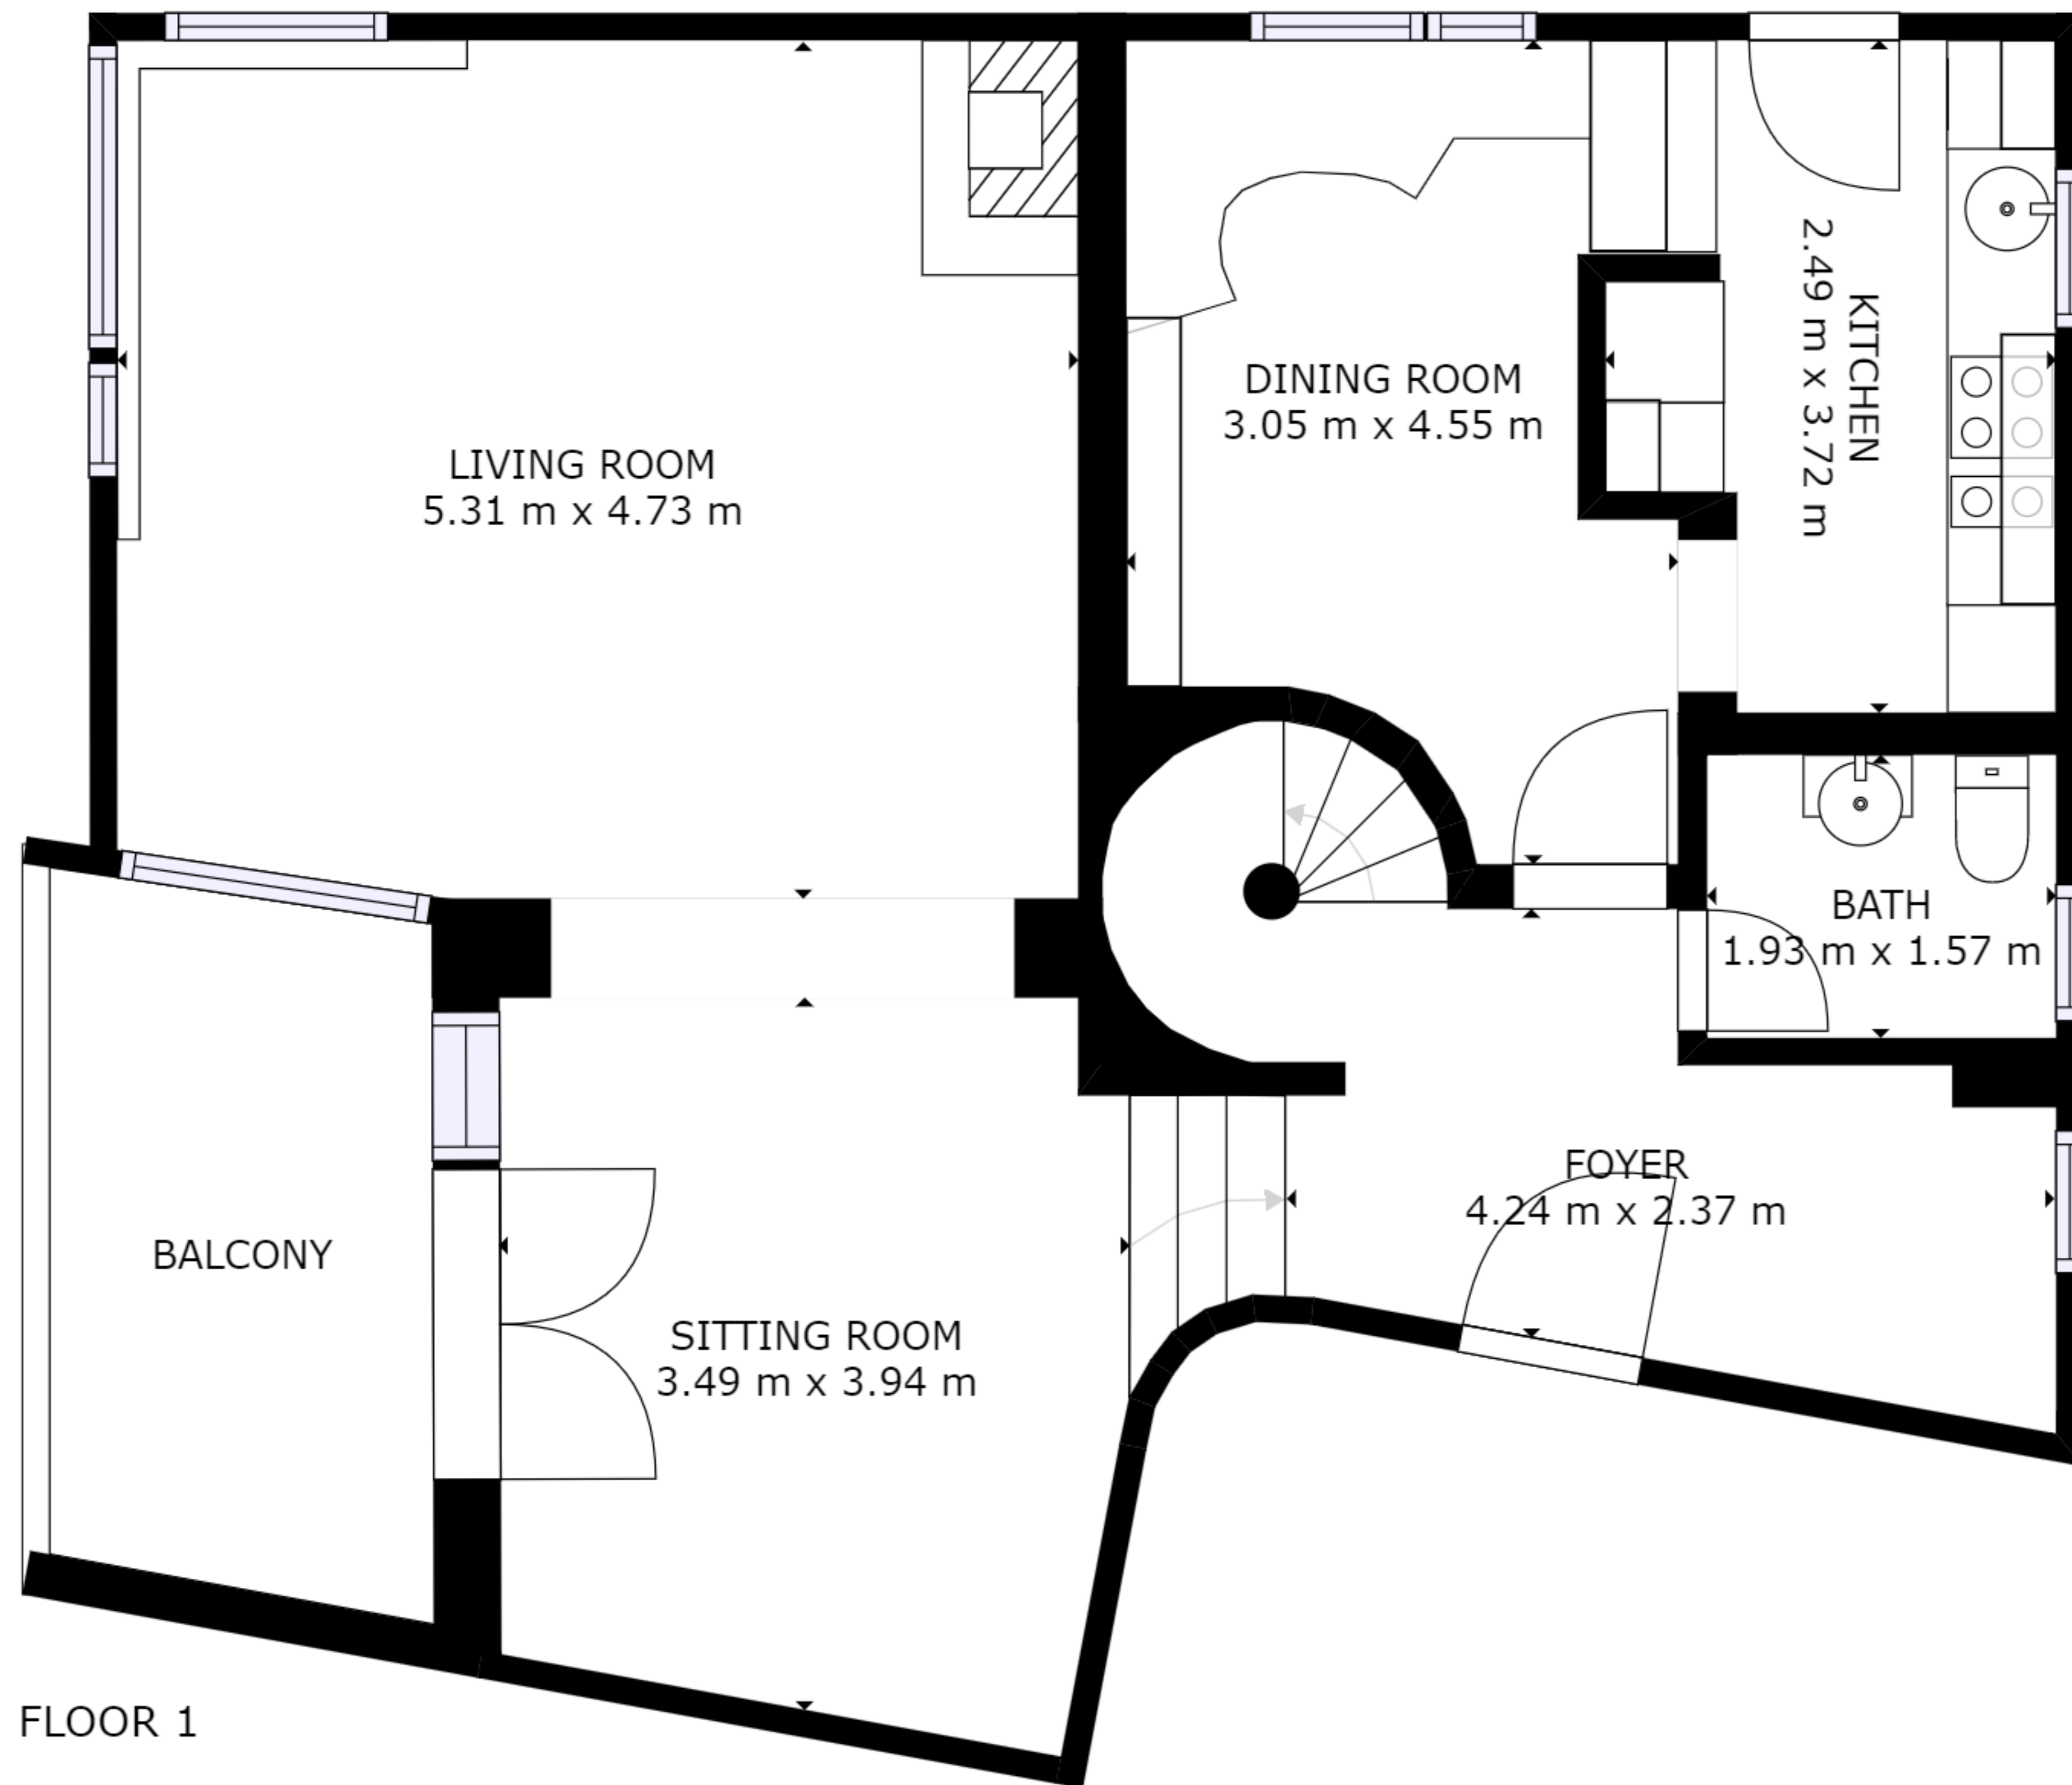 LIVING ROOM
5.31 m x 4.73 m
DINING ROOM
3.05 m x 4.55 m
KITCHEN
2.49 m x 3.72 m
BATH
1.93 m x 1.57 m
FOYER
4.24 m x 2.37 m
BALCONY
SITTING ROOM
3.49 m x 3.94 m
FLOOR 1